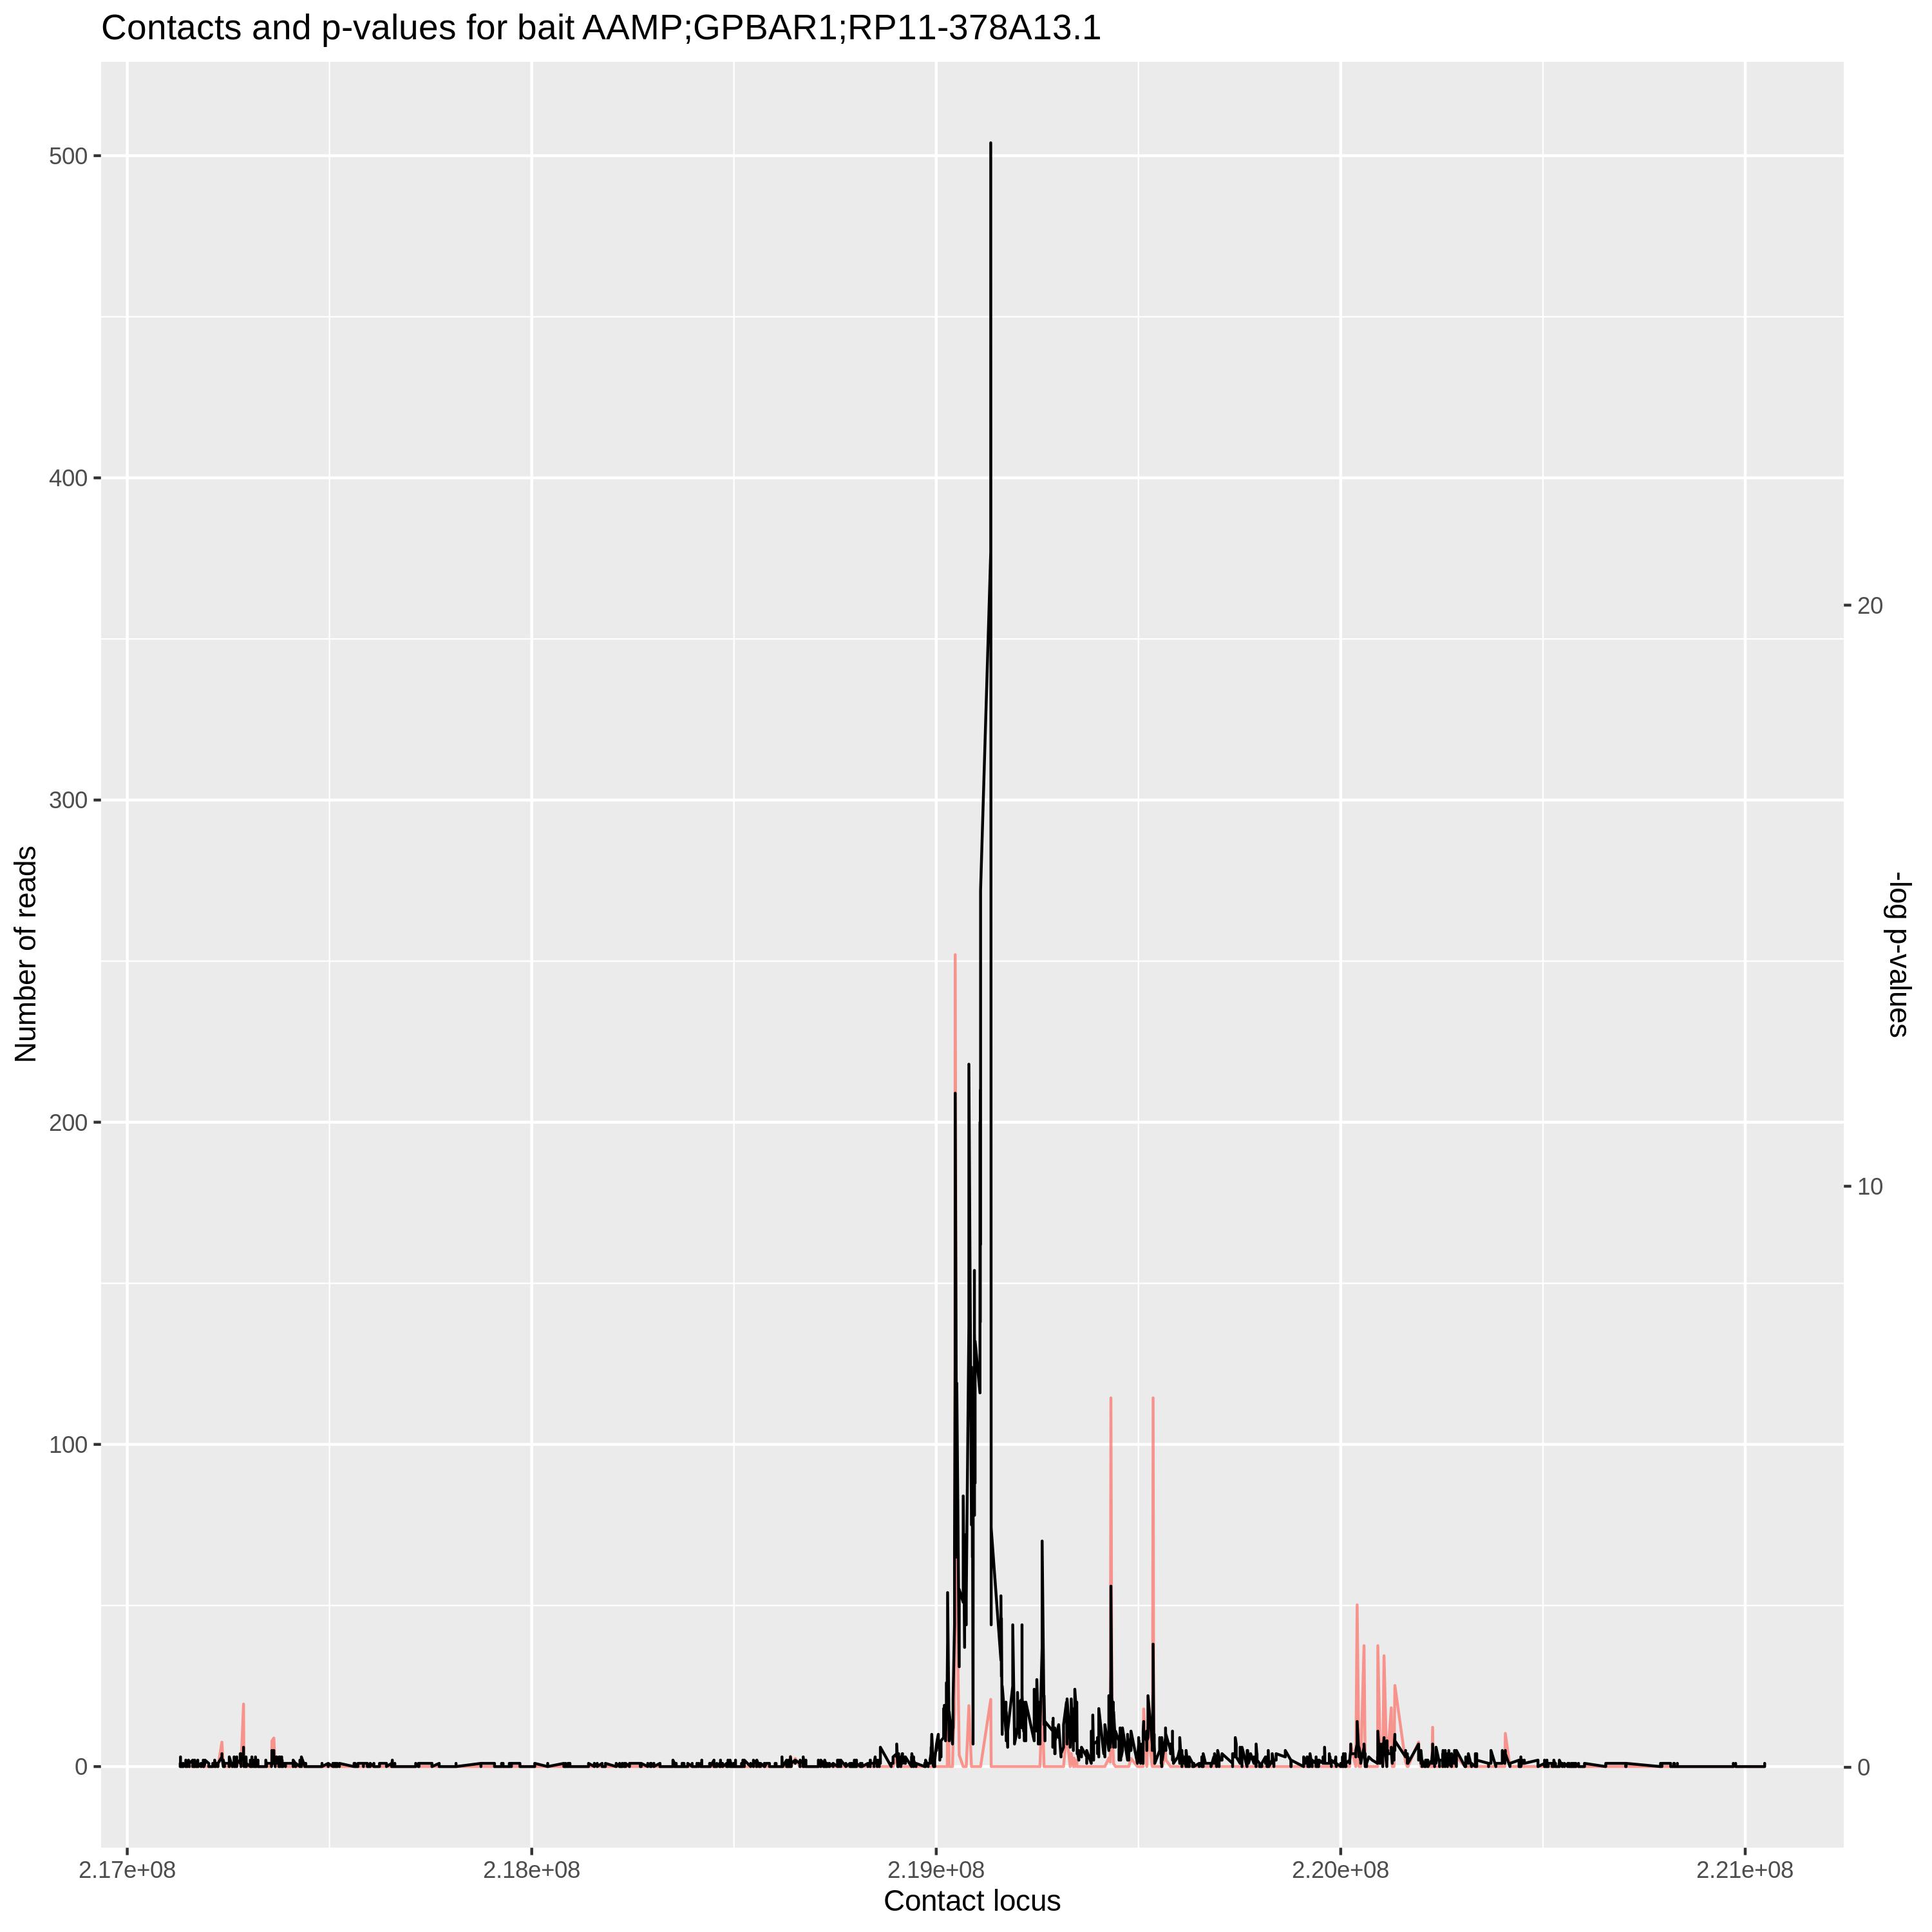 Contacts and p-values for bait AAMP;GPBAR1;RP11-378A13.1
500
400
300
200
100
0
Number of reads
20
10
0
-log p-values
2.17e+08
2.18e+08
2.19e+08
2.20e+08
2.21e+08
Contact locus